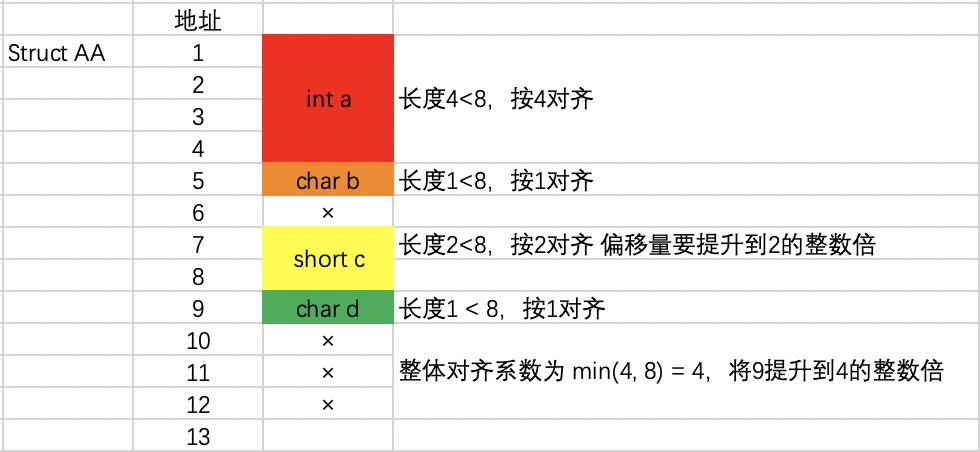 地址
Struct AA
1
2
int a
长度4<8，按4对齐
3
4
5
char b
长度1<8，按1对齐
6
×
7
长度2<8，按2对齐 偏移量要提升到2的整数倍
short c
8
9
char d
长度1 < 8，按1对齐
10
×
11
×
整体对齐系数为 min(4, 8) = 4，将9提升到4的整数倍
12
×
13